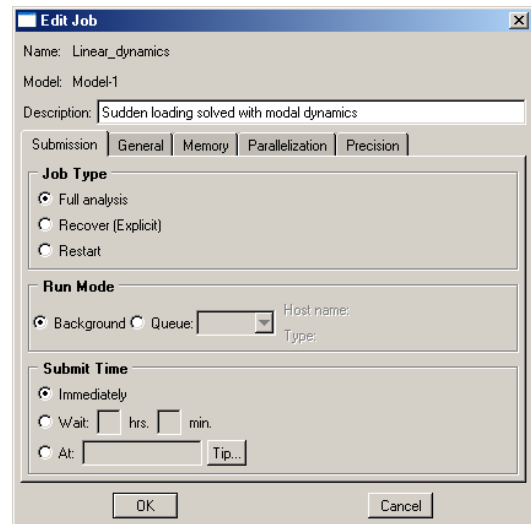 Edit Job
Name: Linear_dynamics
Model: Model-1
Description: Sudden loading solved with modal dynamics
Submission General Memory Parallelization Precision
Job Type
Full analysis
Recover (Explicit)
Restart
Run Mode
Background Queue: Host name:
Type:
Submit Time
Immediately
Wait: hrs. min.
At: Tip...
OK Cancel